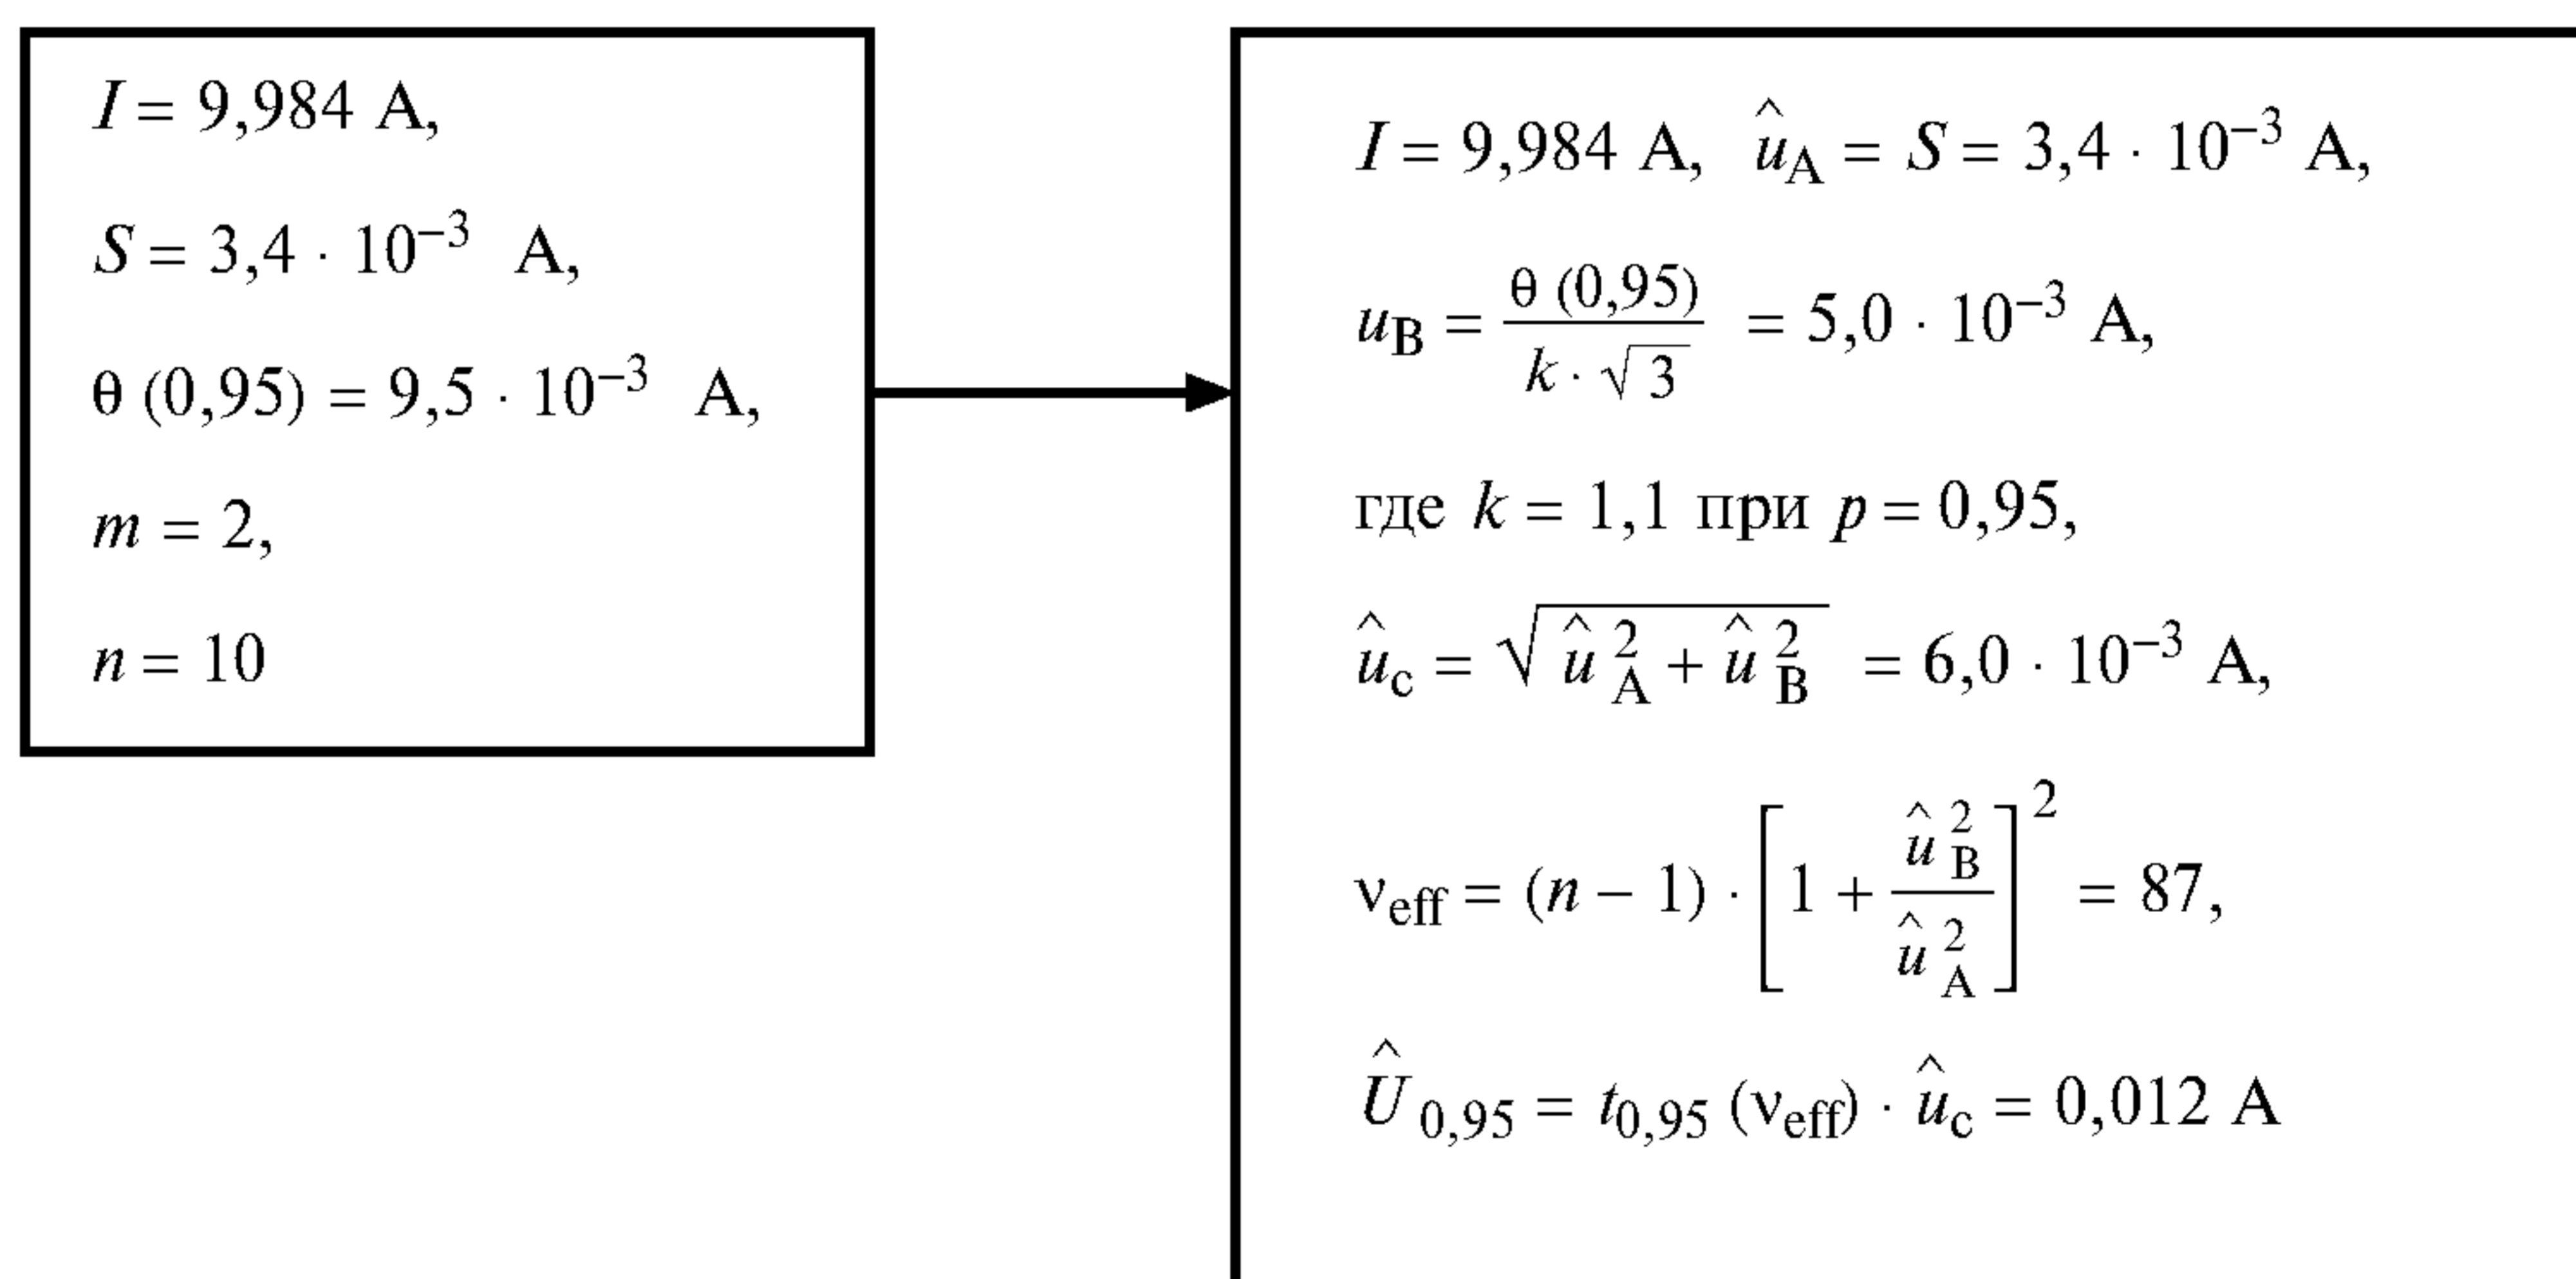 I = 9,984 A,
S = 3,4 · 10⁻³ A,
θ (0,95) = 9,5 · 10⁻³ A,
m = 2,
n = 10
I = 9,984 A, û_A = S = 3,4 · 10⁻³ A,
u_B = θ (0,95) / (k · √3) = 5,0 · 10⁻³ A,
где k = 1,1 при p = 0,95,
û_c = √(û²_A + û²_B) = 6,0 · 10⁻³ A,
ν_eff = (n − 1) · [1 + û²_B / û²_A]² = 87,
Û_0,95 = t_0,95 (ν_eff) · û_c = 0,012 A